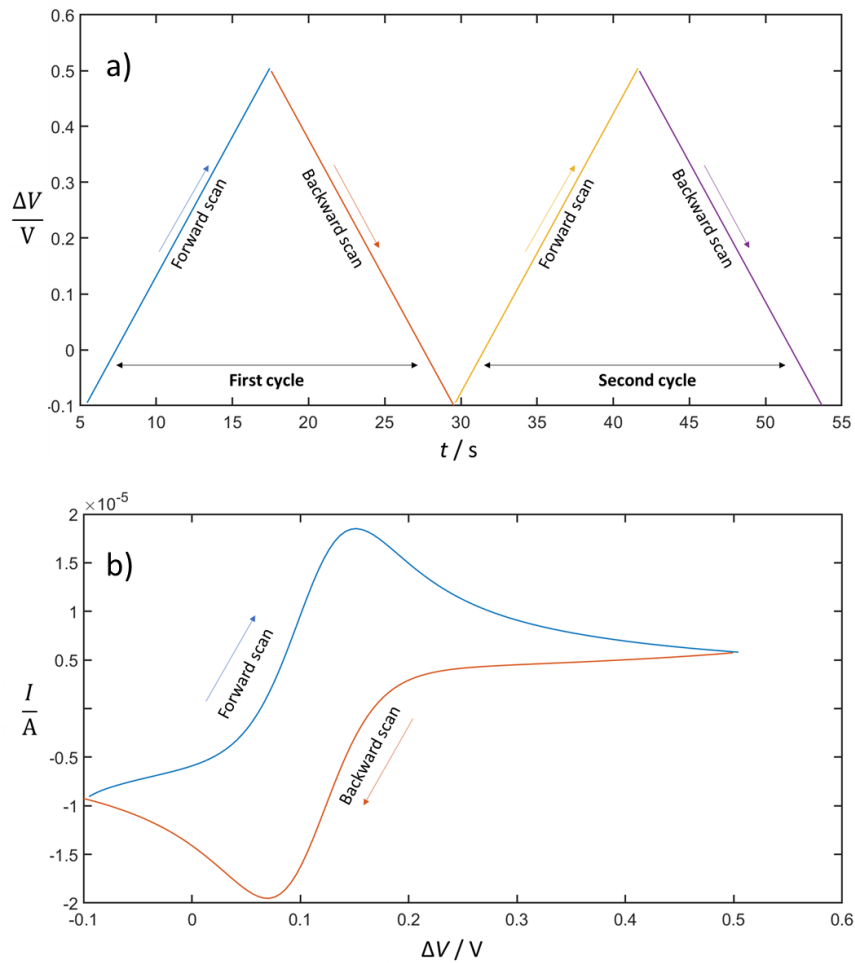 a)
0.6
0.5
0.4
0.3
0.2
0.1
0
-0.1
ΔV
V
Forward scan
Backward scan
Forward scan
Backward scan
First cycle
Second cycle
5 10 15 20 25 30 35 40 45 50 55
t / s
×10-5
b)
2
1.5
1
0.5
-0.5
-1
-1.5
-2
I
A
Forward scan
Backward scan
-0.1 0 0.1 0.2 0.3 0.4 0.5 0.6
ΔV / V